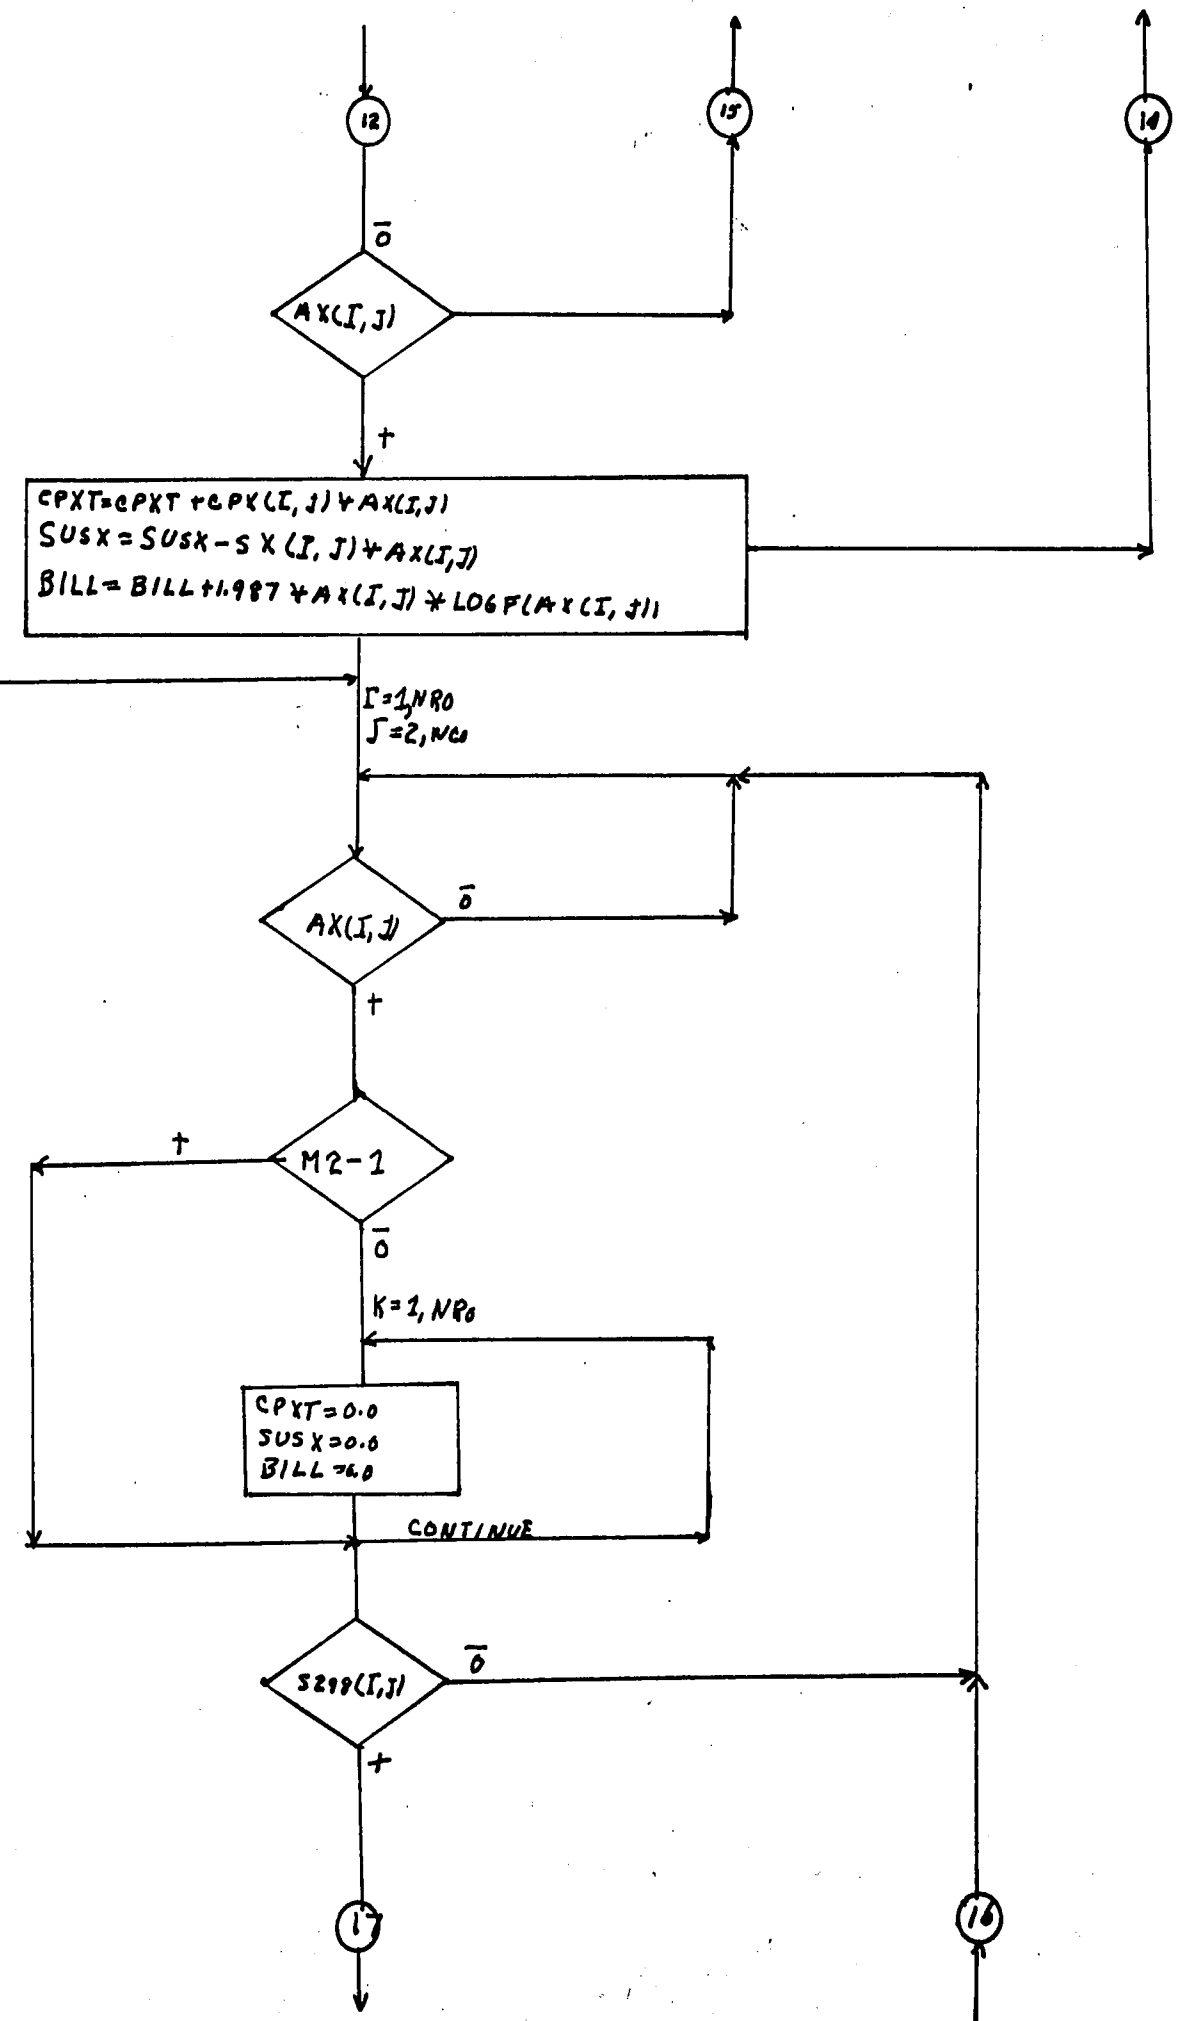 12
15
14
0̅
AX(I,J)
+
CPXT=CPXT+CPX(I,J)*AX(I,J)
SUSX=SUSX-SX(I,J)*AX(I,J)
BILL=BILL+1.987*AX(I,J)*LOGF(AX(I,J))
I=1,NRO
J=2,NCO
AX(I,J)
0̅
+
+
M2-1
0̅
K=1,NRO
CPXT=0.0
SUSX=0.0
BILL=0.0
CONTINUE
S298(I,J)
0̅
+
17
16